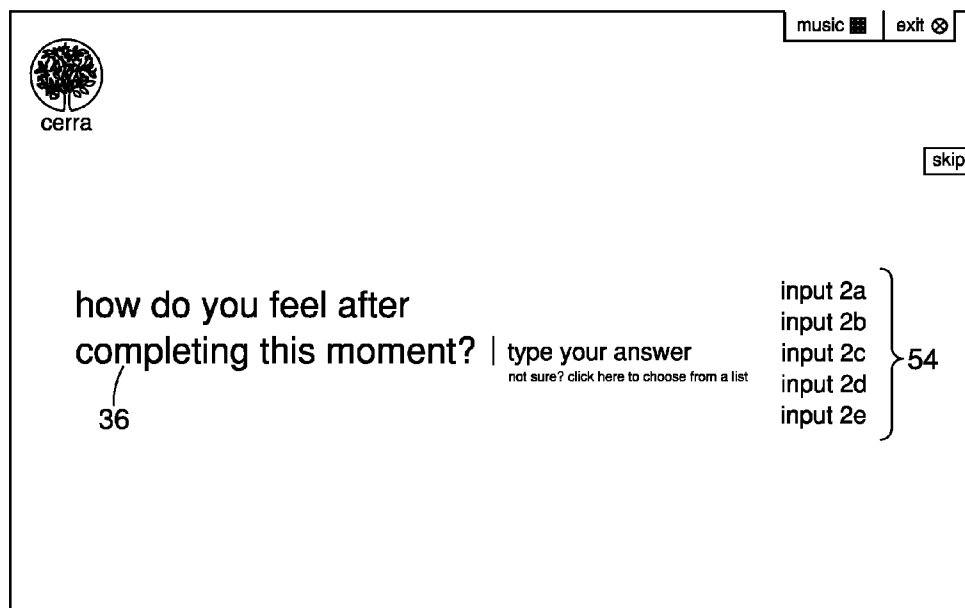 music
exit
cerra
skip
how do you feel after
completing this moment?
type your answer
not sure? click here to choose from a list
36
input 2a
input 2b
input 2c
input 2d
input 2e
54